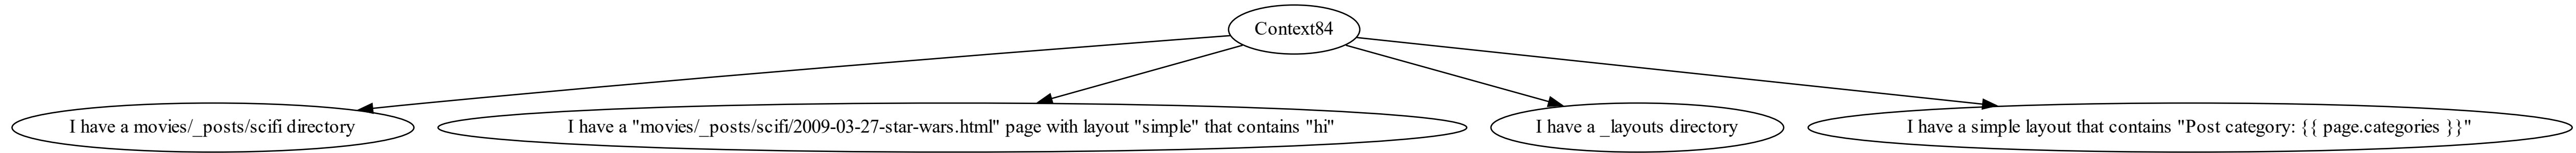 Context84
I have a movies/_posts/scifi directory
I have a "movies/_posts/scifi/2009-03-27-star-wars.html" page with layout "simple" that contains "hi"
I have a _layouts directory
I have a simple layout that contains "Post category: {{ page.categories }}"